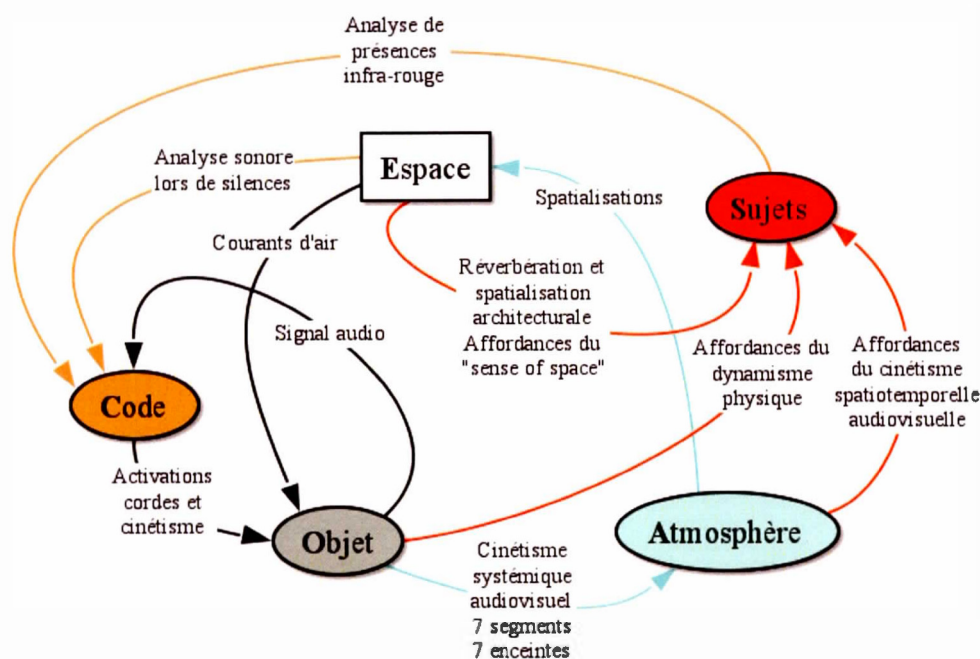 Analyse de
présences
infra-rouge
Analyse sonore
lors de silences
Espace
Spatialisations
Sujets
Courants d'air
Réverbération et
spatialisation
architecturale
Affordances du
"sense of space"
Signal audio
Affordances du
dynamisme
physique
Affordances
du cinétisme
spatiotemporelle
audiovisuelle
Code
Activations
cordes et
cinétisme
Objet
Atmosphère
Cinétisme
systémique
audiovisuel
7 segments
7 enceintes